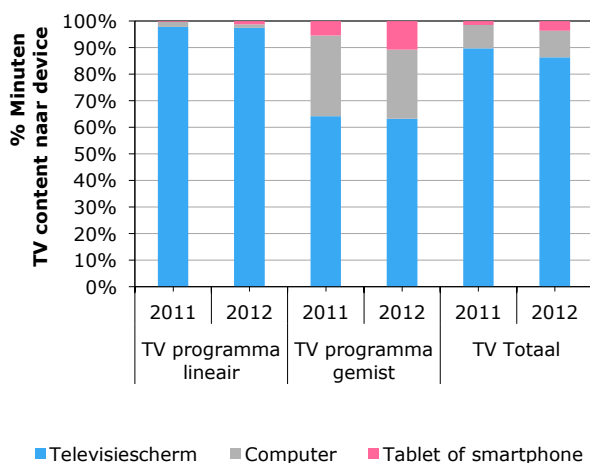 % Minuten
TV content naar device
100%
90%
80%
70%
60%
50%
40%
30%
20%
10%
0%
2011 2012 2011 2012 2011 2012
TV programma lineair
TV programma gemist
TV Totaal
Televisiescherm Computer Tablet of smartphone